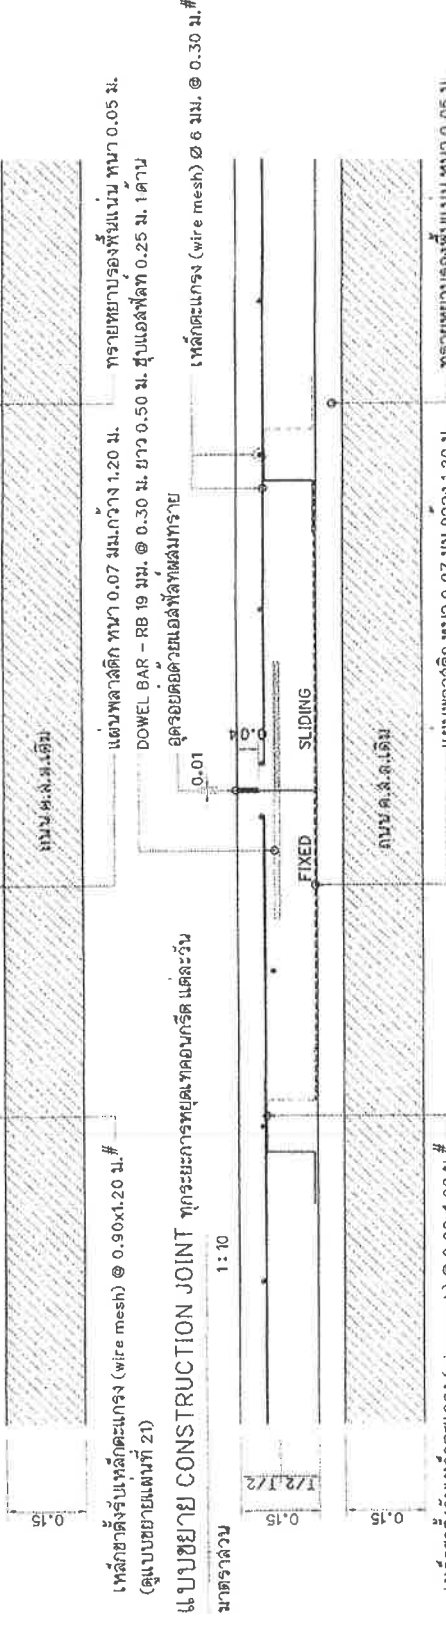 ถนน ค.ส.ล.เดิม
0.15
เหล็กขาตั้งรับเหล็กตะแกรง (wire mesh) @ 0.90x1.20 ม.#
(ดูแบบขยายแผ่นที่ 21)
แผ่นพลาสติก หนา 0.07 มม.กว้าง 1.20 ม.
ทรายหยาบรองพื้นแน่น หนา 0.05 ม.
DOWEL BAR - RB 19 มม. @ 0.30 ม. ยาว 0.50 ม. ชุบแอสฟัลท์ 0.25 ม. 1 ด้าน
อุดรอยต่อด้วยแอสฟัลท์ผสมทราย
เหล็กตะแกรง (wire mesh) Ø 6 มม. @ 0.30 ม.#
แบบขยาย CONSTRUCTION JOINT ทุกระยะการหยุดเทคอนกรีต แต่ละวัน
มาตราส่วน 1:10
0.01
0.04
T/2 T/2
0.15
FIXED SLIDING
ถนน ค.ส.ล.เดิม
0.15